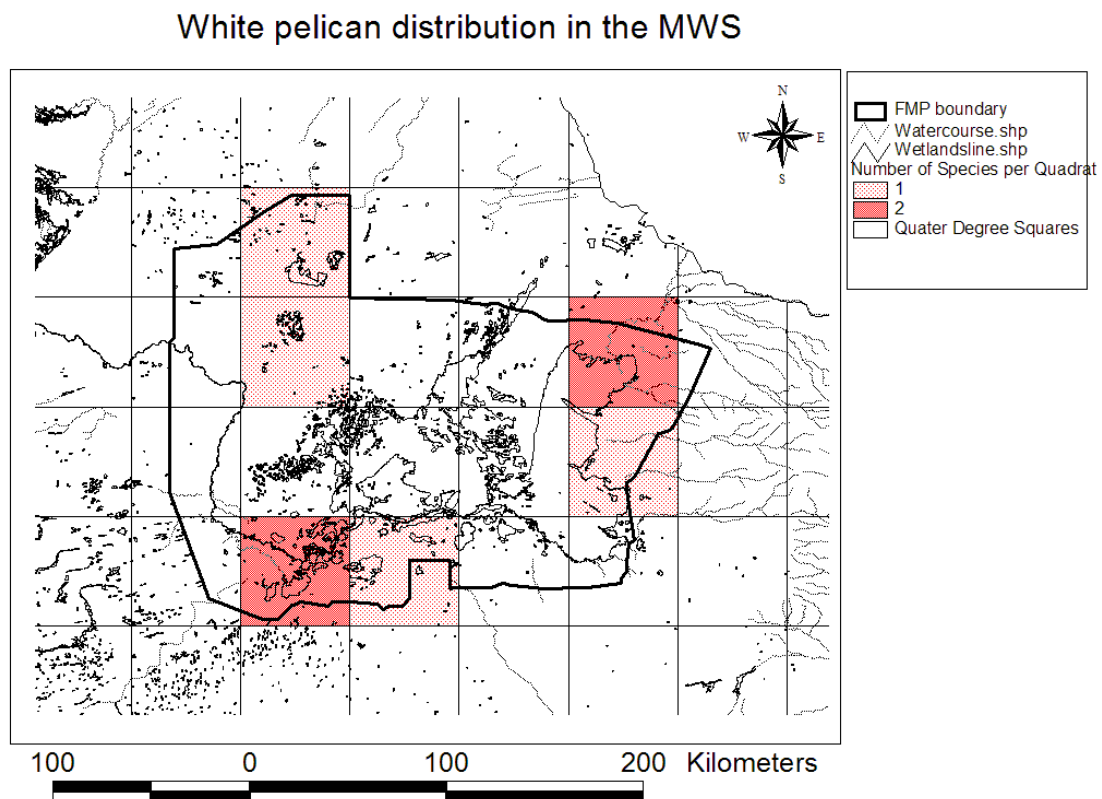 White pelican distribution in the MWS
N
W E
S
FMP boundary
Watercourse.shp
Wetlandsline.shp
Number of Species per Quadrat
1
2
Quater Degree Squares
100 0 100 200 Kilometers